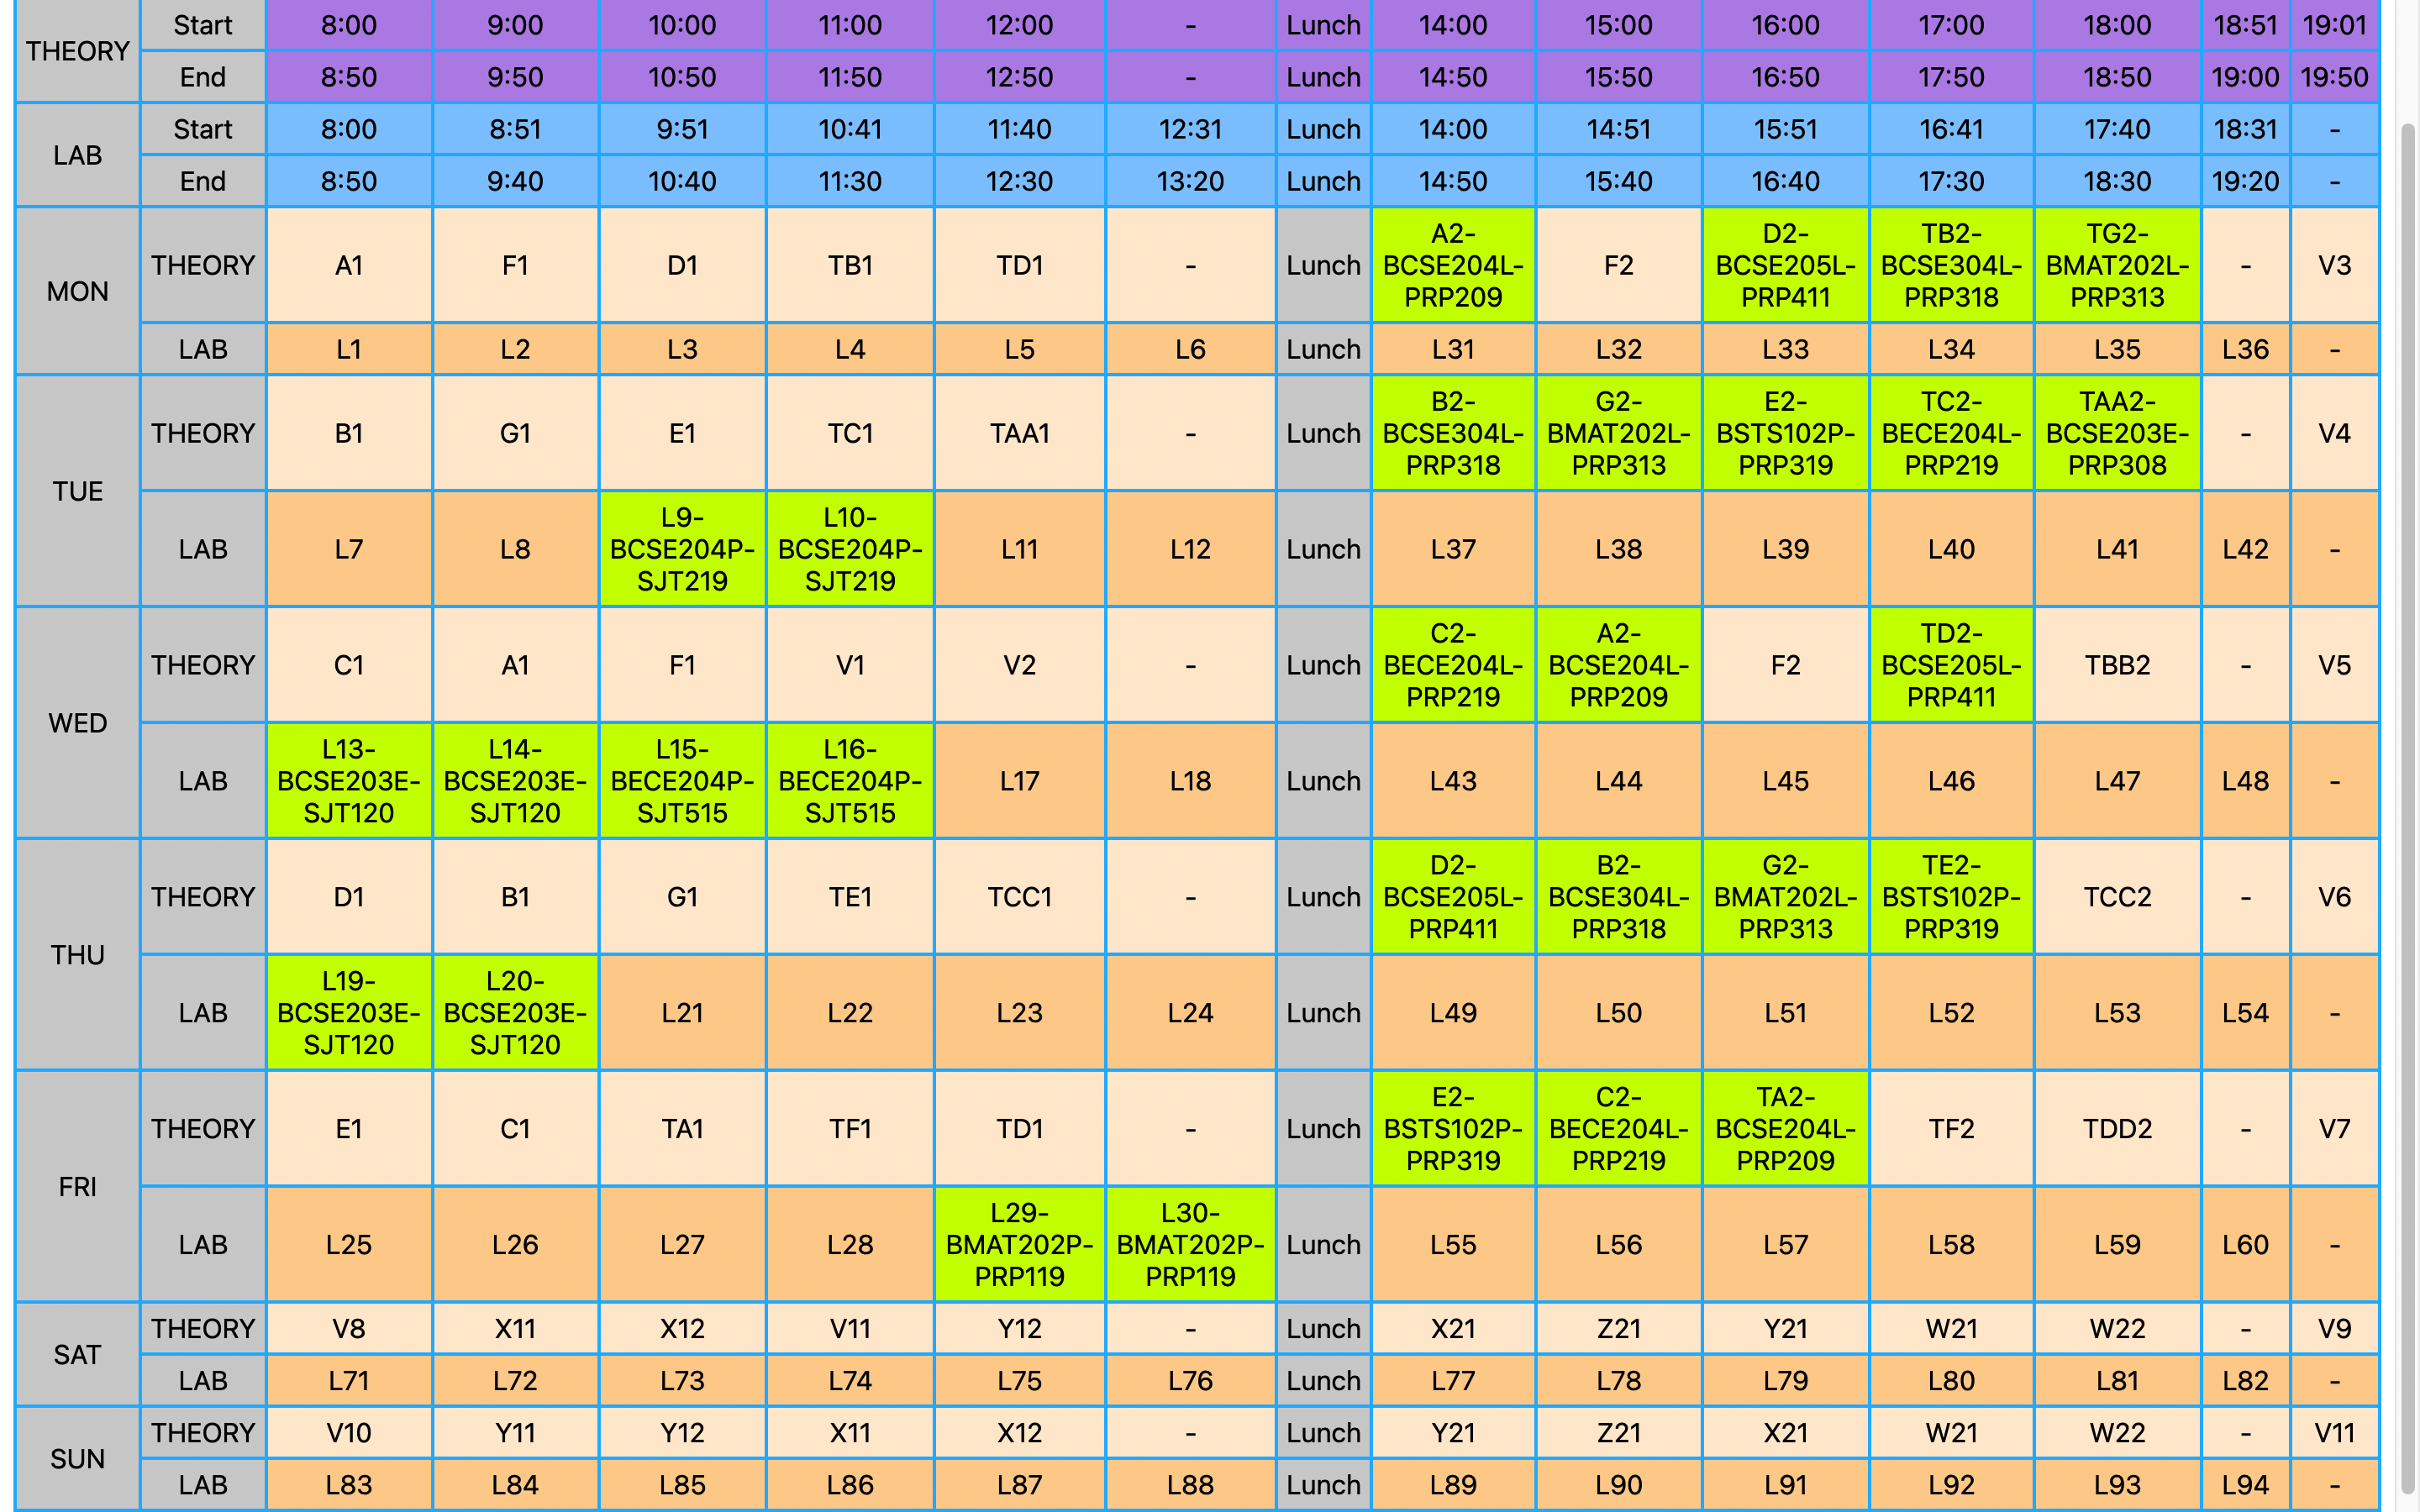 THEORY Start 8:00 9:00 10:00 11:00 12:00 - Lunch 14:00 15:00 16:00 17:00 18:00 18:51 19:01
End 8:50 9:50 10:50 11:50 12:50 - Lunch 14:50 15:50 16:50 17:50 18:50 19:00 19:50
LAB Start 8:00 8:51 9:51 10:41 11:40 12:31 Lunch 14:00 14:51 15:51 16:41 17:40 18:31 -
End 8:50 9:40 10:40 11:30 12:30 13:20 Lunch 14:50 15:40 16:40 17:30 18:30 19:20 -
MON THEORY A1 F1 D1 TB1 TD1 - Lunch A2-BCSE204L-PRP209 F2 D2-BCSE205L-PRP411 TB2-BCSE304L-PRP318 TG2-BMAT202L-PRP313 - V3
LAB L1 L2 L3 L4 L5 L6 Lunch L31 L32 L33 L34 L35 L36 -
TUE THEORY B1 G1 E1 TC1 TAA1 - Lunch B2-BCSE304L-PRP318 G2-BMAT202L-PRP313 E2-BSTS102P-PRP319 TC2-BECE204L-PRP219 TAA2-BCSE203E-PRP308 - V4
LAB L7 L8 L9-BCSE204P-SJT219 L10-BCSE204P-SJT219 L11 L12 Lunch L37 L38 L39 L40 L41 L42 -
WED THEORY C1 A1 F1 V1 V2 - Lunch C2-BECE204L-PRP219 A2-BCSE204L-PRP209 F2 TD2-BCSE205L-PRP411 TBB2 - V5
LAB L13-BCSE203E-SJT120 L14-BCSE203E-SJT120 L15-BECE204P-SJT515 L16-BECE204P-SJT515 L17 L18 Lunch L43 L44 L45 L46 L47 L48 -
THU THEORY D1 B1 G1 TE1 TCC1 - Lunch D2-BCSE205L-PRP411 B2-BCSE304L-PRP318 G2-BMAT202L-PRP313 TE2-BSTS102P-PRP319 TCC2 - V6
LAB L19-BCSE203E-SJT120 L20-BCSE203E-SJT120 L21 L22 L23 L24 Lunch L49 L50 L51 L52 L53 L54 -
FRI THEORY E1 C1 TA1 TF1 TD1 - Lunch E2-BSTS102P-PRP319 C2-BECE204L-PRP219 TA2-BCSE204L-PRP209 TF2 TDD2 - V7
LAB L25 L26 L27 L28 L29-BMAT202P-PRP119 L30-BMAT202P-PRP119 Lunch L55 L56 L57 L58 L59 L60 -
SAT THEORY V8 X11 X12 V11 Y12 - Lunch X21 Z21 Y21 W21 W22 - V9
LAB L71 L72 L73 L74 L75 L76 Lunch L77 L78 L79 L80 L81 L82 -
SUN THEORY V10 Y11 Y12 X11 X12 - Lunch Y21 Z21 X21 W21 W22 - V11
LAB L83 L84 L85 L86 L87 L88 Lunch L89 L90 L91 L92 L93 L94 -